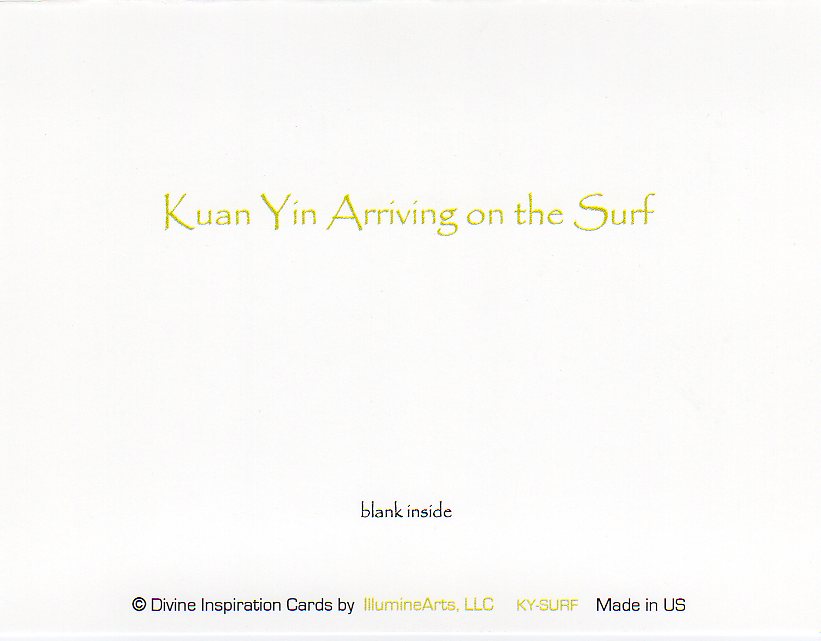 Kuan Yin Arriving on the Surf
blank inside
© Divine Inspiration Cards by IllumineArts, LLC KY-SURF Made in US